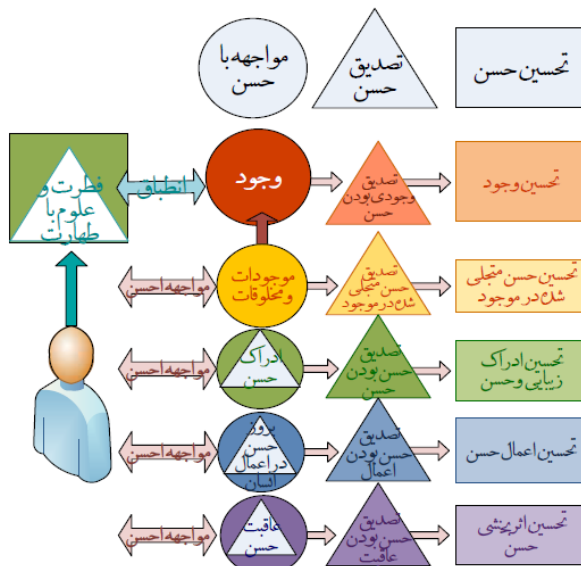 مواجهه با
حسن
تصدیق
حسن
تحسین حسن
فطرت و
علوم با
طهارت
انطباق
وجود
تصدیق
وجودی بودن
حسن
تحسین وجود
مواجهه احسن
موجودات
و مخلوقات
تصدیق
حسن متجلی
شده در موجود
تحسین حسن متجلی
شده در موجود
مواجهه احسن
ادراک
حسن
تصدیق
حسن بودن
حسن
تحسین ادراک
زیبایی و حسن
مواجهه احسن
بروز
حسن
در اعمال
انسان
تصدیق
حسن بودن
اعمال
تحسین اعمال حسن
مواجهه احسن
عاقبت
حسن
تصدیق
حسن بودن
عاقبت
تحسین اثربخشی
حسن